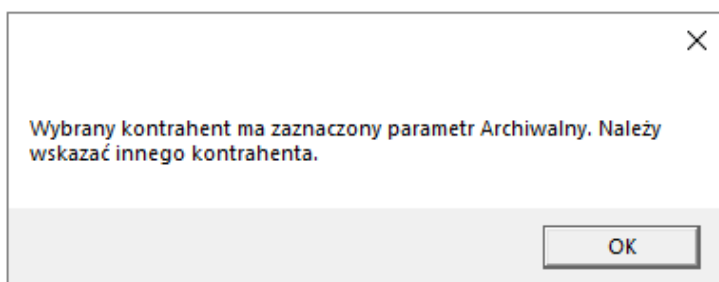 Wybrany kontrahent ma zaznaczony parametr Archiwalny. Należy
wskazać innego kontrahenta.
OK